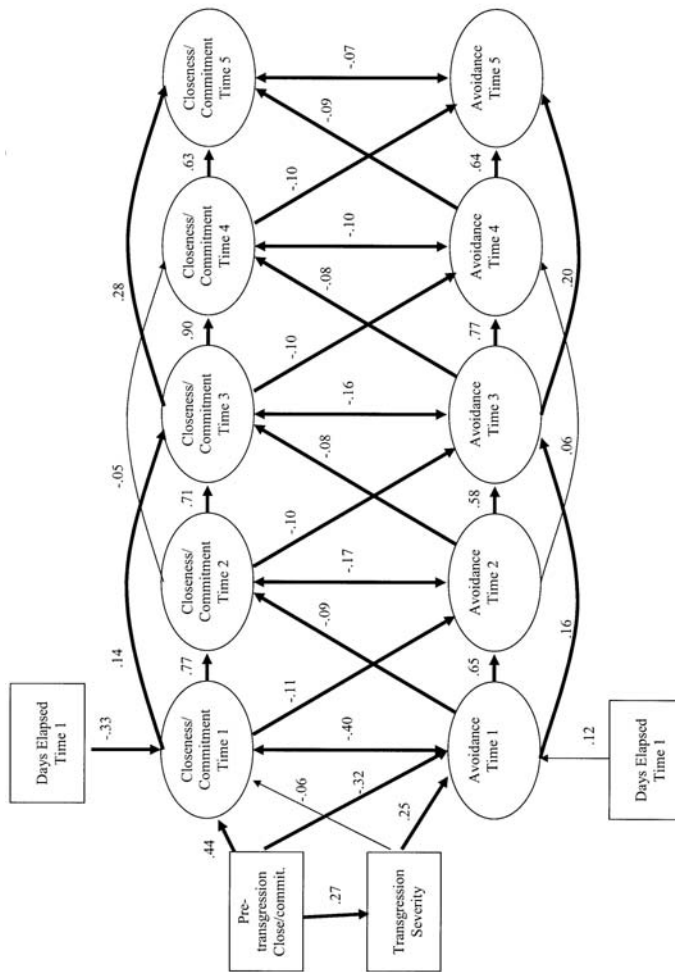 Days Elapsed
Time 1
-.33
.14
-.05
.28
Pre-
transgression
Close/commit.
.44
Closeness/
Commitment
Time 1
.77
Closeness/
Commitment
Time 2
.71
Closeness/
Commitment
Time 3
.90
Closeness/
Commitment
Time 4
.63
Closeness/
Commitment
Time 5
.27
-.32
-.06
-.40
-.11
-.09
-.17
-.10
-.08
-.16
-.10
-.08
-.10
-.10
-.09
-.07
Transgression
Severity
.25
Avoidance
Time 1
.65
Avoidance
Time 2
.58
Avoidance
Time 3
.77
Avoidance
Time 4
.64
Avoidance
Time 5
.12
.16
.06
.20
Days Elapsed
Time 1